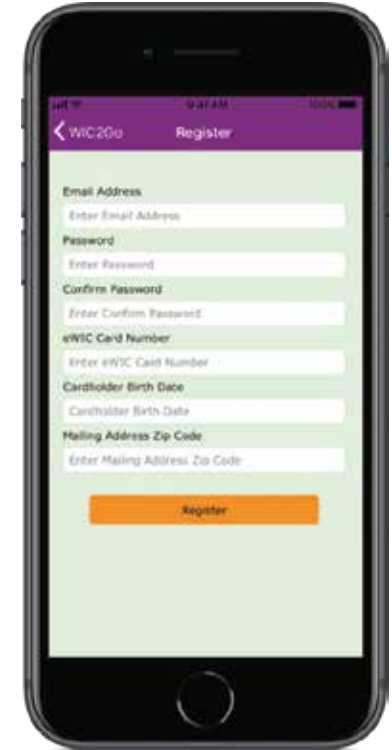 9:41 AM 100%
WIC2Go Register
Email Address
Enter Email Address
Password
Enter Password
Confirm Password
Enter Confirm Password
eWIC Card Number
Enter eWIC Card Number
Cardholder Birth Date
Cardholder Birth Date
Mailing Address Zip Code
Enter Mailing Address Zip Code
Register